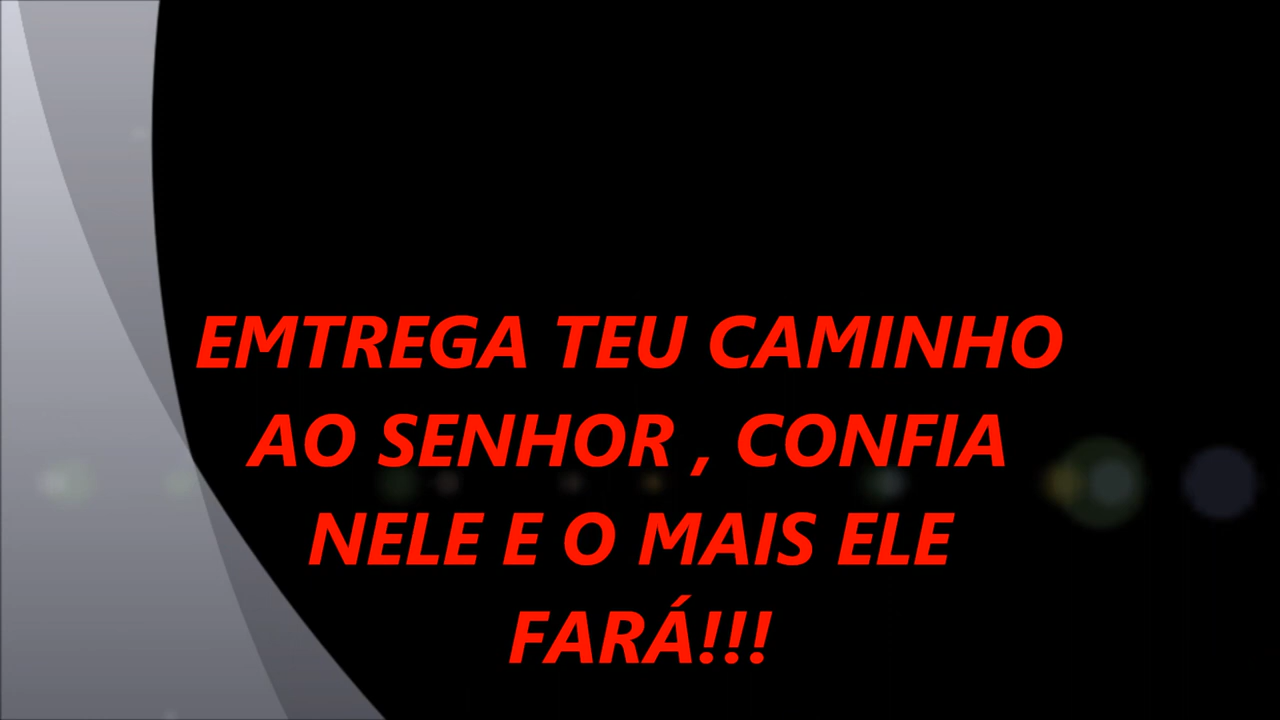 EMTREGA TEU CAMINHO
AO SENHOR , CONFIA
NELE E O MAIS ELE
FARÁ!!!